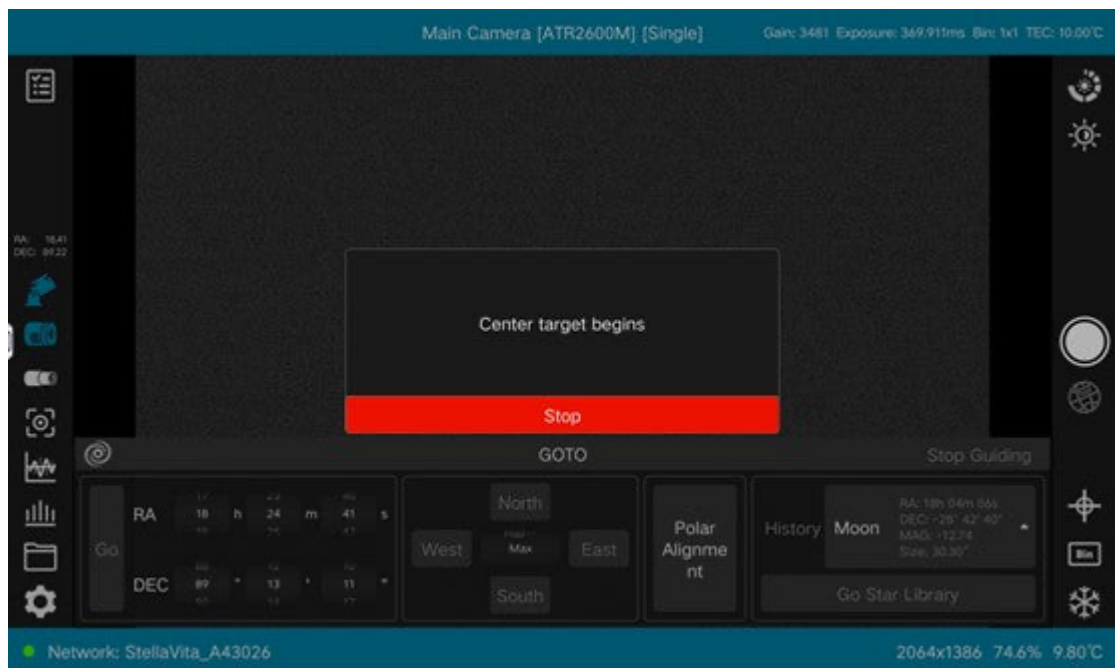 Main Camera [ATR2600M] [Single]
Gain: 3481 Exposure: 369.911ms Bin: 1x1 TEC: 10.00°C
RA: 18.41
DEC: 89.22
Center target begins
Stop
GOTO
Stop Guiding
Go
RA 18 h 24 m 41 s
DEC 89 ° 13 ' 11 "
North
West
Max
East
South
Polar
Alignme
nt
History
Moon
RA: 18h 04m 06s
DEC: -28° 42' 40"
MAG: -12.74
Size: 30.30"
Go Star Library
Bin
Network: StellaVita_A43026
2064x1386 74.6% 9.80°C